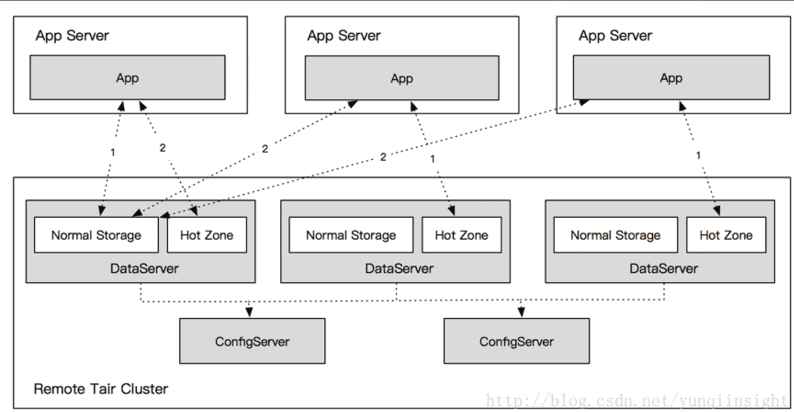 App Server
App Server
App Server
App
App
App
1
2
2
2
1
1
Normal Storage
Hot Zone
Normal Storage
Hot Zone
Normal Storage
Hot Zone
DataServer
DataServer
DataServer
ConfigServer
ConfigServer
Remote Tair Cluster
http://blog.csdn.net/yunqiinsight